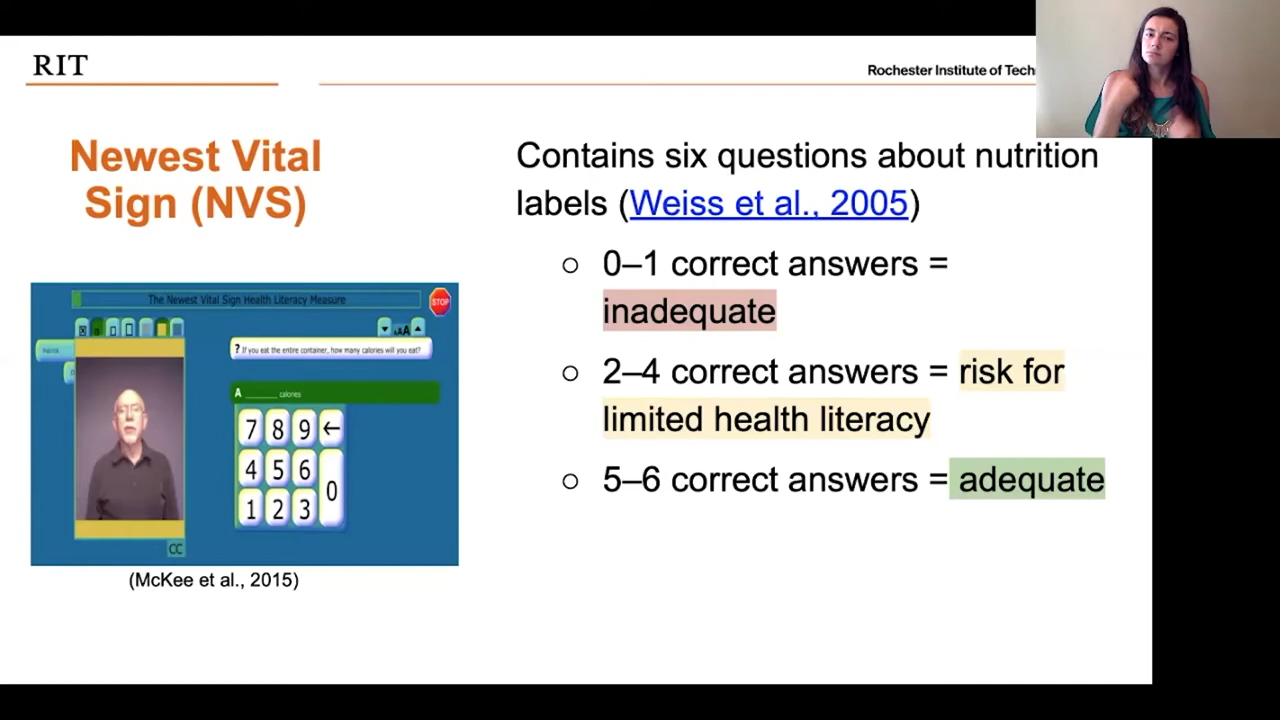 RIT
Rochester Institute of Tech
Newest Vital
Sign (NVS)
Contains six questions about nutrition
labels (Weiss et al., 2005)
○ 0–1 correct answers =
inadequate
○ 2–4 correct answers = risk for
limited health literacy
○ 5–6 correct answers = adequate
The Newest Vital Sign Health Literacy Measure
STOP
AAA
? If you eat the entire container, how many calories will you eat?
A ______ calories
7 8 9 ←
4 5 6
0
1 2 3
CC
(McKee et al., 2015)